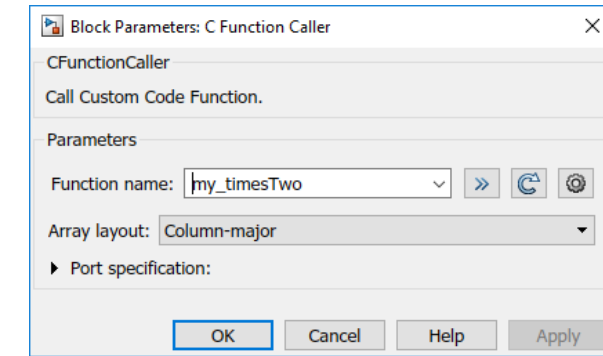 Block Parameters: C Function Caller
CFunctionCaller
Call Custom Code Function.
Parameters
Function name: my_timesTwo
Array layout: Column-major
Port specification:
OK Cancel Help Apply